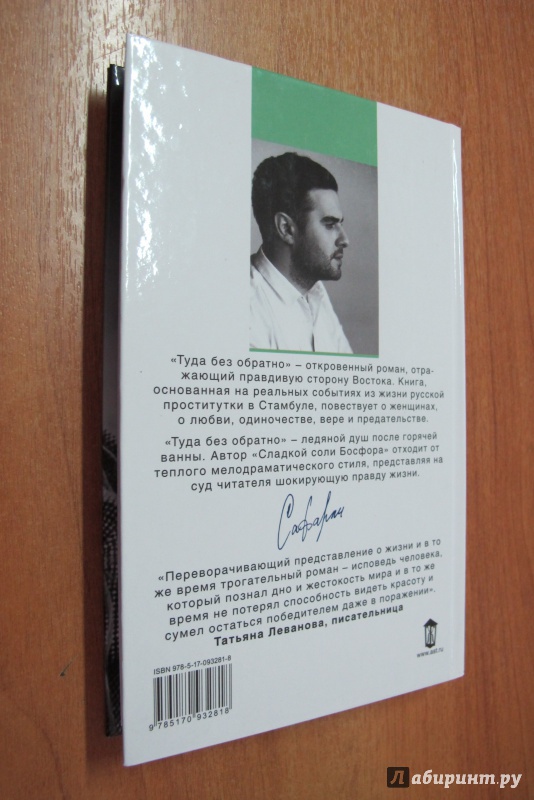 «Туда без обратно» – откровенный роман, отра-
жающий правдивую сторону Востока. Книга,
основанная на реальных событиях из жизни русской
проститутки в Стамбуле, повествует о женщинах,
о любви, одиночестве, вере и предательстве.
«Туда без обратно» – ледяной душ после горячей
ванны. Автор «Сладкой соли Босфора» отходит от
теплого мелодраматического стиля, представляя на
суд читателя шокирующую правду жизни.
Сафарли
«Переворачивающий представление о жизни и в то
же время трогательный роман – исповедь человека,
который познал дно и жестокость мира и в то же
время не потерял способность видеть красоту и
сумел остаться победителем даже в поражении».
Татьяна Леванова, писательница
www.ast.ru
ISBN 978-5-17-093281-8
9 785170 932818
Лабиринт.ру